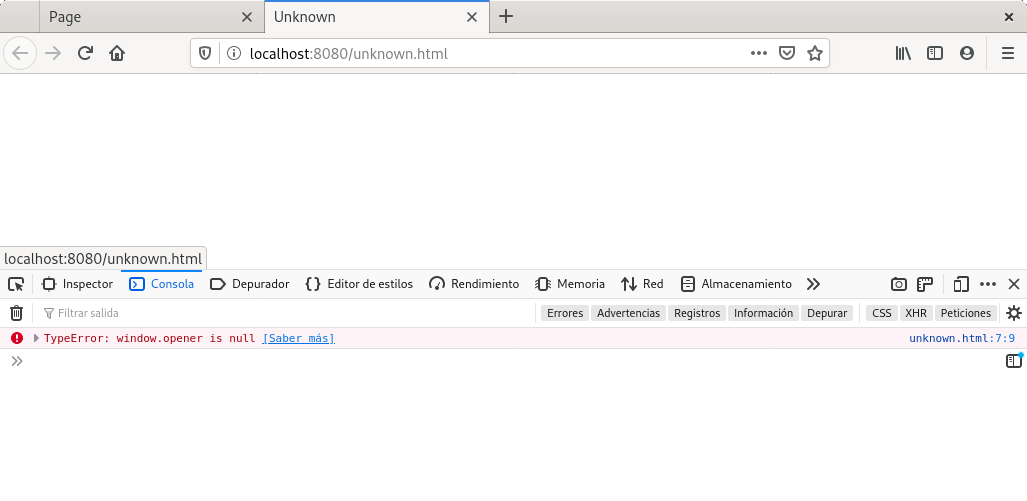 Page Unknown
localhost:8080/unknown.html
localhost:8080/unknown.html
Inspector Consola Depurador Editor de estilos Rendimiento Memoria Red Almacenamiento
Filtrar salida Errores Advertencias Registros Información Depurar CSS XHR Peticiones
TypeError: window.opener is null [Saber más] unknown.html:7:9